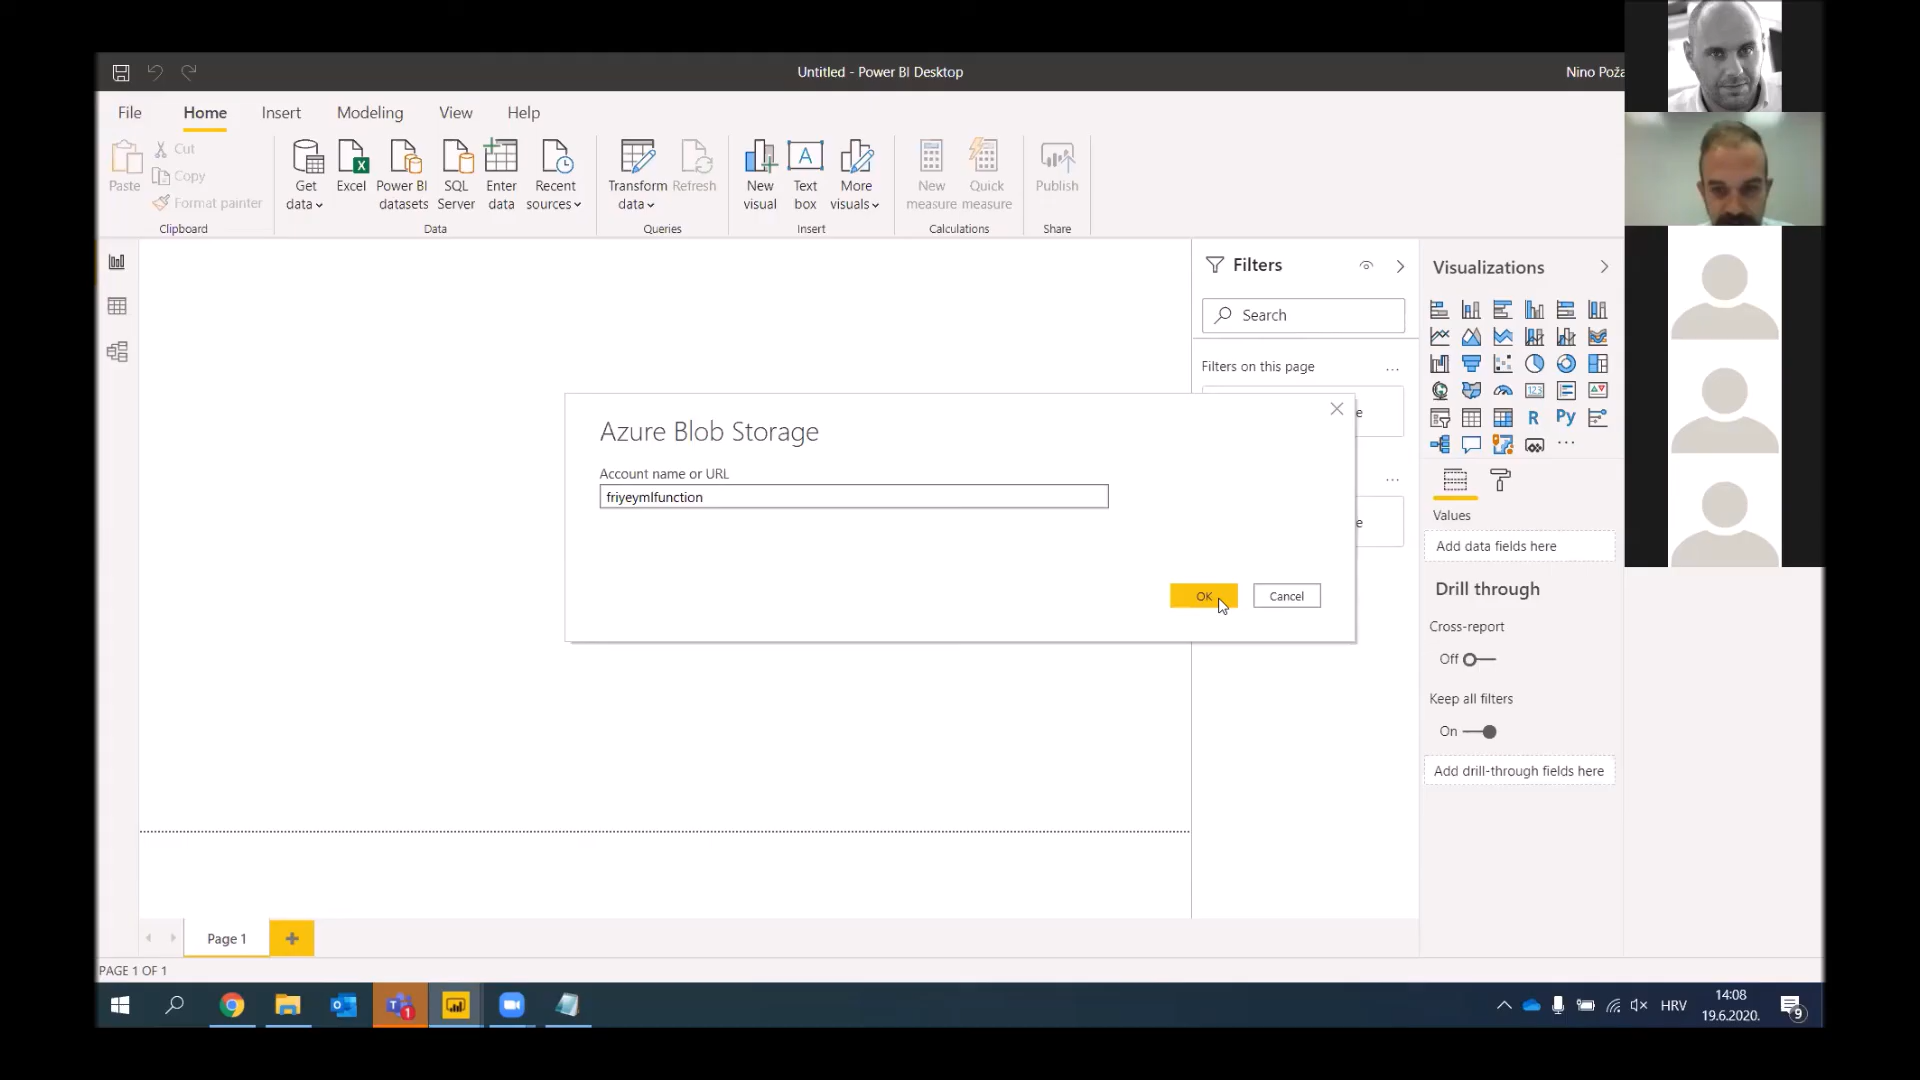 Untitled - Power BI Desktop
Nino Poža
File Home Insert Modeling View Help
Paste
Cut
Copy
Format painter
Clipboard
Get data
Excel
Power BI datasets
SQL Server
Enter data
Recent sources
Data
Transform data
Refresh
Queries
New visual
Text box
More visuals
Insert
New measure
Quick measure
Calculations
Publish
Share
Filters
Search
Filters on this page
...
e
...
e
Visualizations
123
R
Py
...
Values
Add data fields here
Drill through
Cross-report
Off
Keep all filters
On
Add drill-through fields here
Azure Blob Storage
Account name or URL
friyeymlfunction
OK
Cancel
Page 1
PAGE 1 OF 1
1
HRV
14:08
19.6.2020.
9